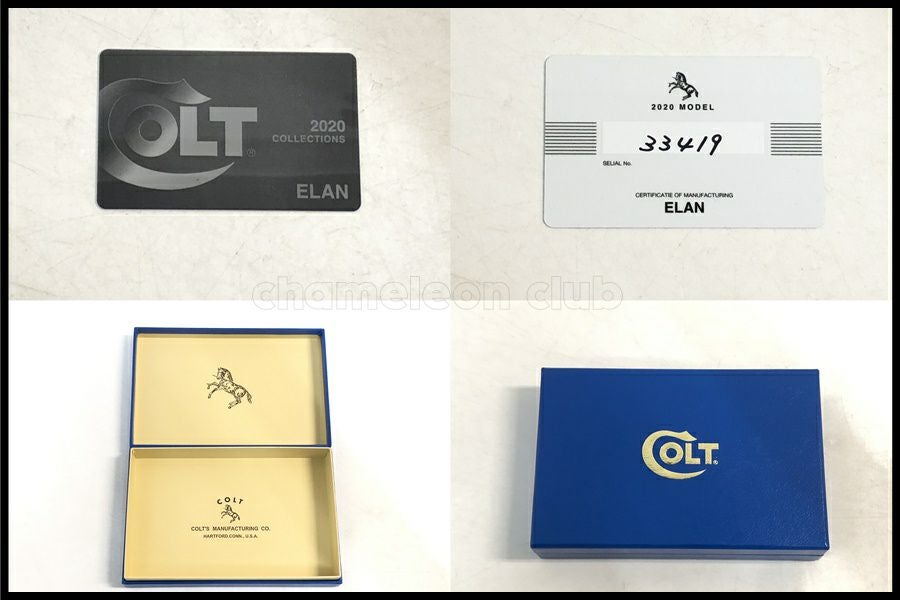 COLT®
2020
COLLECTIONS
ELAN
2020 MODEL
33419
SELIAL No.
CERTIFICATIE OF MANUFACTURING
ELAN
chameleon club
COLT
COLT'S MANUFACTURING CO.
HARTFORD.CONN., U.S.A.
COLT®